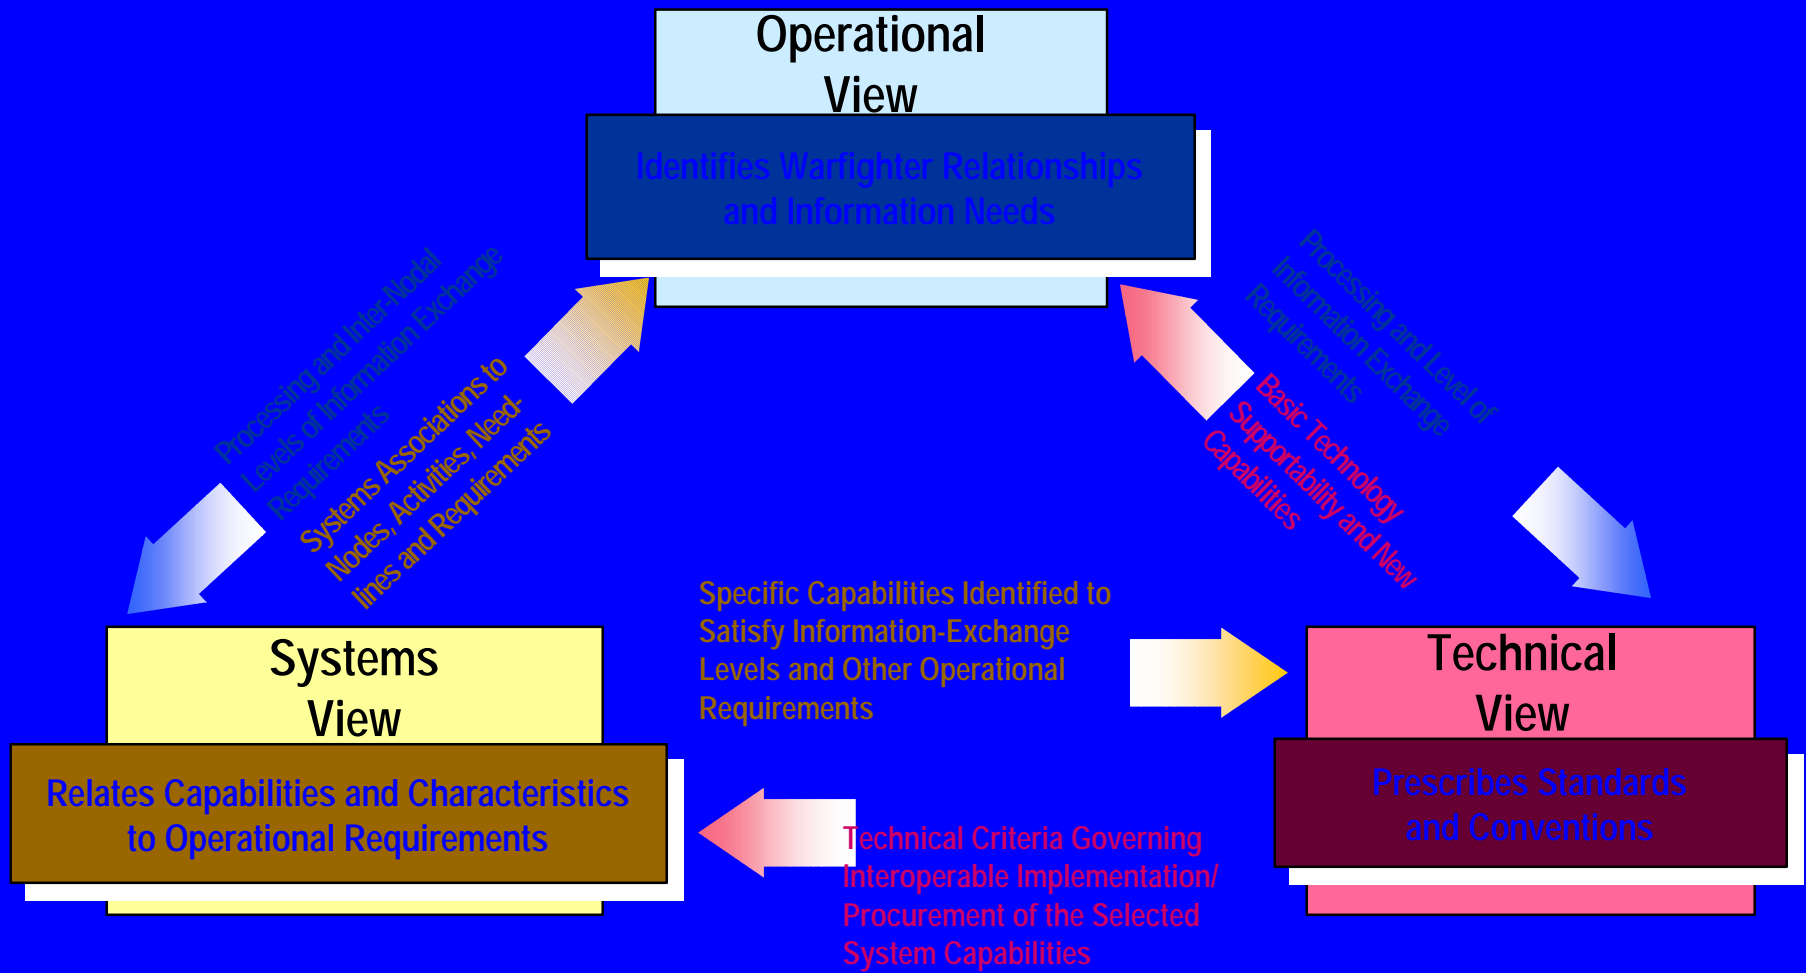 Operational
View
Identifies Warfighter Relationships
and Information Needs
Processing and Inter-Nodal
Levels of Information Exchange
Requirements
Systems Associations to
Nodes, Activities, Need-
lines and Requirements
Processing and Level of
Information Exchange
Requirements
Basic Technology
Supportability and New
Capabilities
Specific Capabilities Identified to
Satisfy Information-Exchange
Levels and Other Operational
Requirements
Systems
View
Relates Capabilities and Characteristics
to Operational Requirements
Technical
View
Prescribes Standards
and Conventions
Technical Criteria Governing
Interoperable Implementation/
Procurement of the Selected
System Capabilities